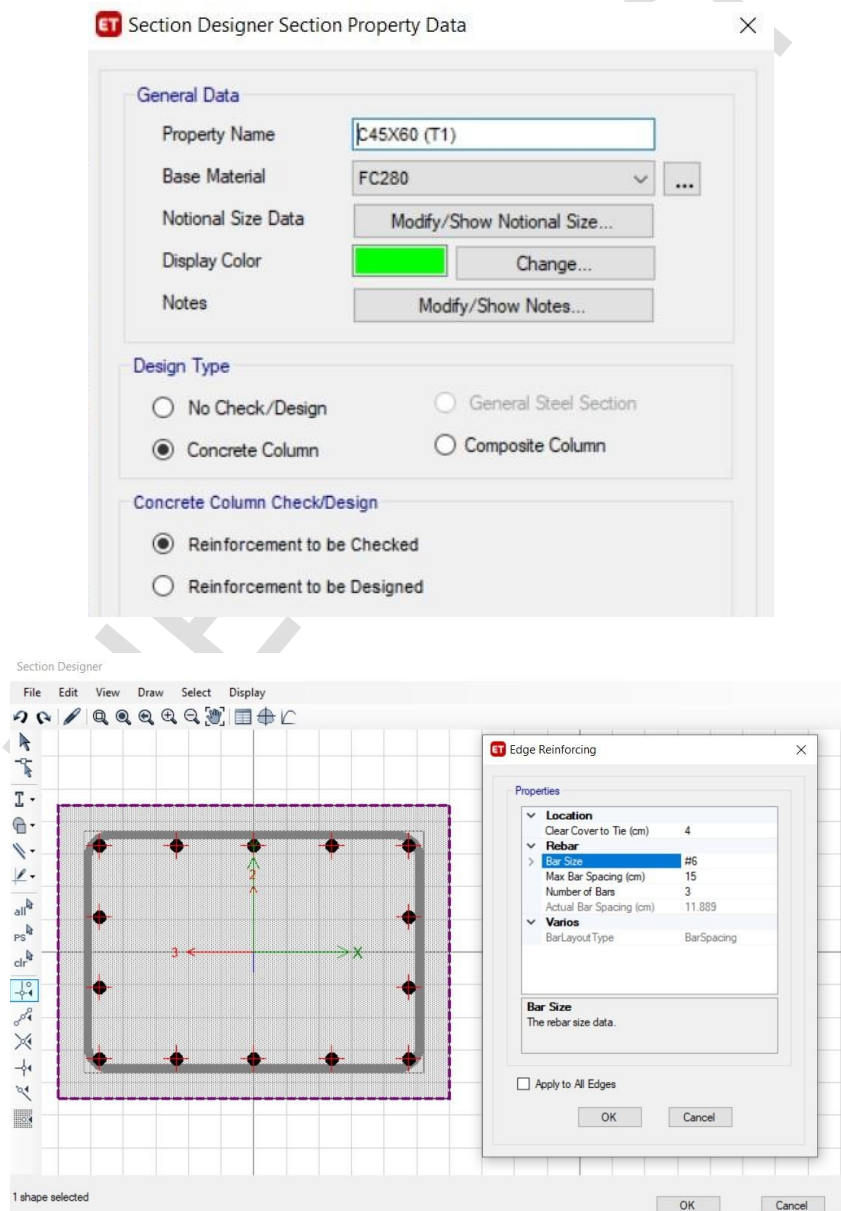 ET Section Designer Section Property Data
General Data
Property Name C45X60 (T1)
Base Material FC280 ...
Notional Size Data Modify/Show Notional Size...
Display Color Change...
Notes Modify/Show Notes...
Design Type
No Check/Design General Steel Section
Concrete Column Composite Column
Concrete Column Check/Design
Reinforcement to be Checked
Reinforcement to be Designed
Section Designer
File Edit View Draw Select Display
all
PS
clr
2
3 X
ET Edge Reinforcing
Properties
Location
Clear Cover to Tie (cm) 4
Rebar
Bar Size #6
Max Bar Spacing (cm) 15
Number of Bars 3
Actual Bar Spacing (cm) 11.889
Varios
BarLayoutType BarSpacing
Bar Size
The rebar size data.
Apply to All Edges
OK Cancel
1 shape selected
OK Cancel